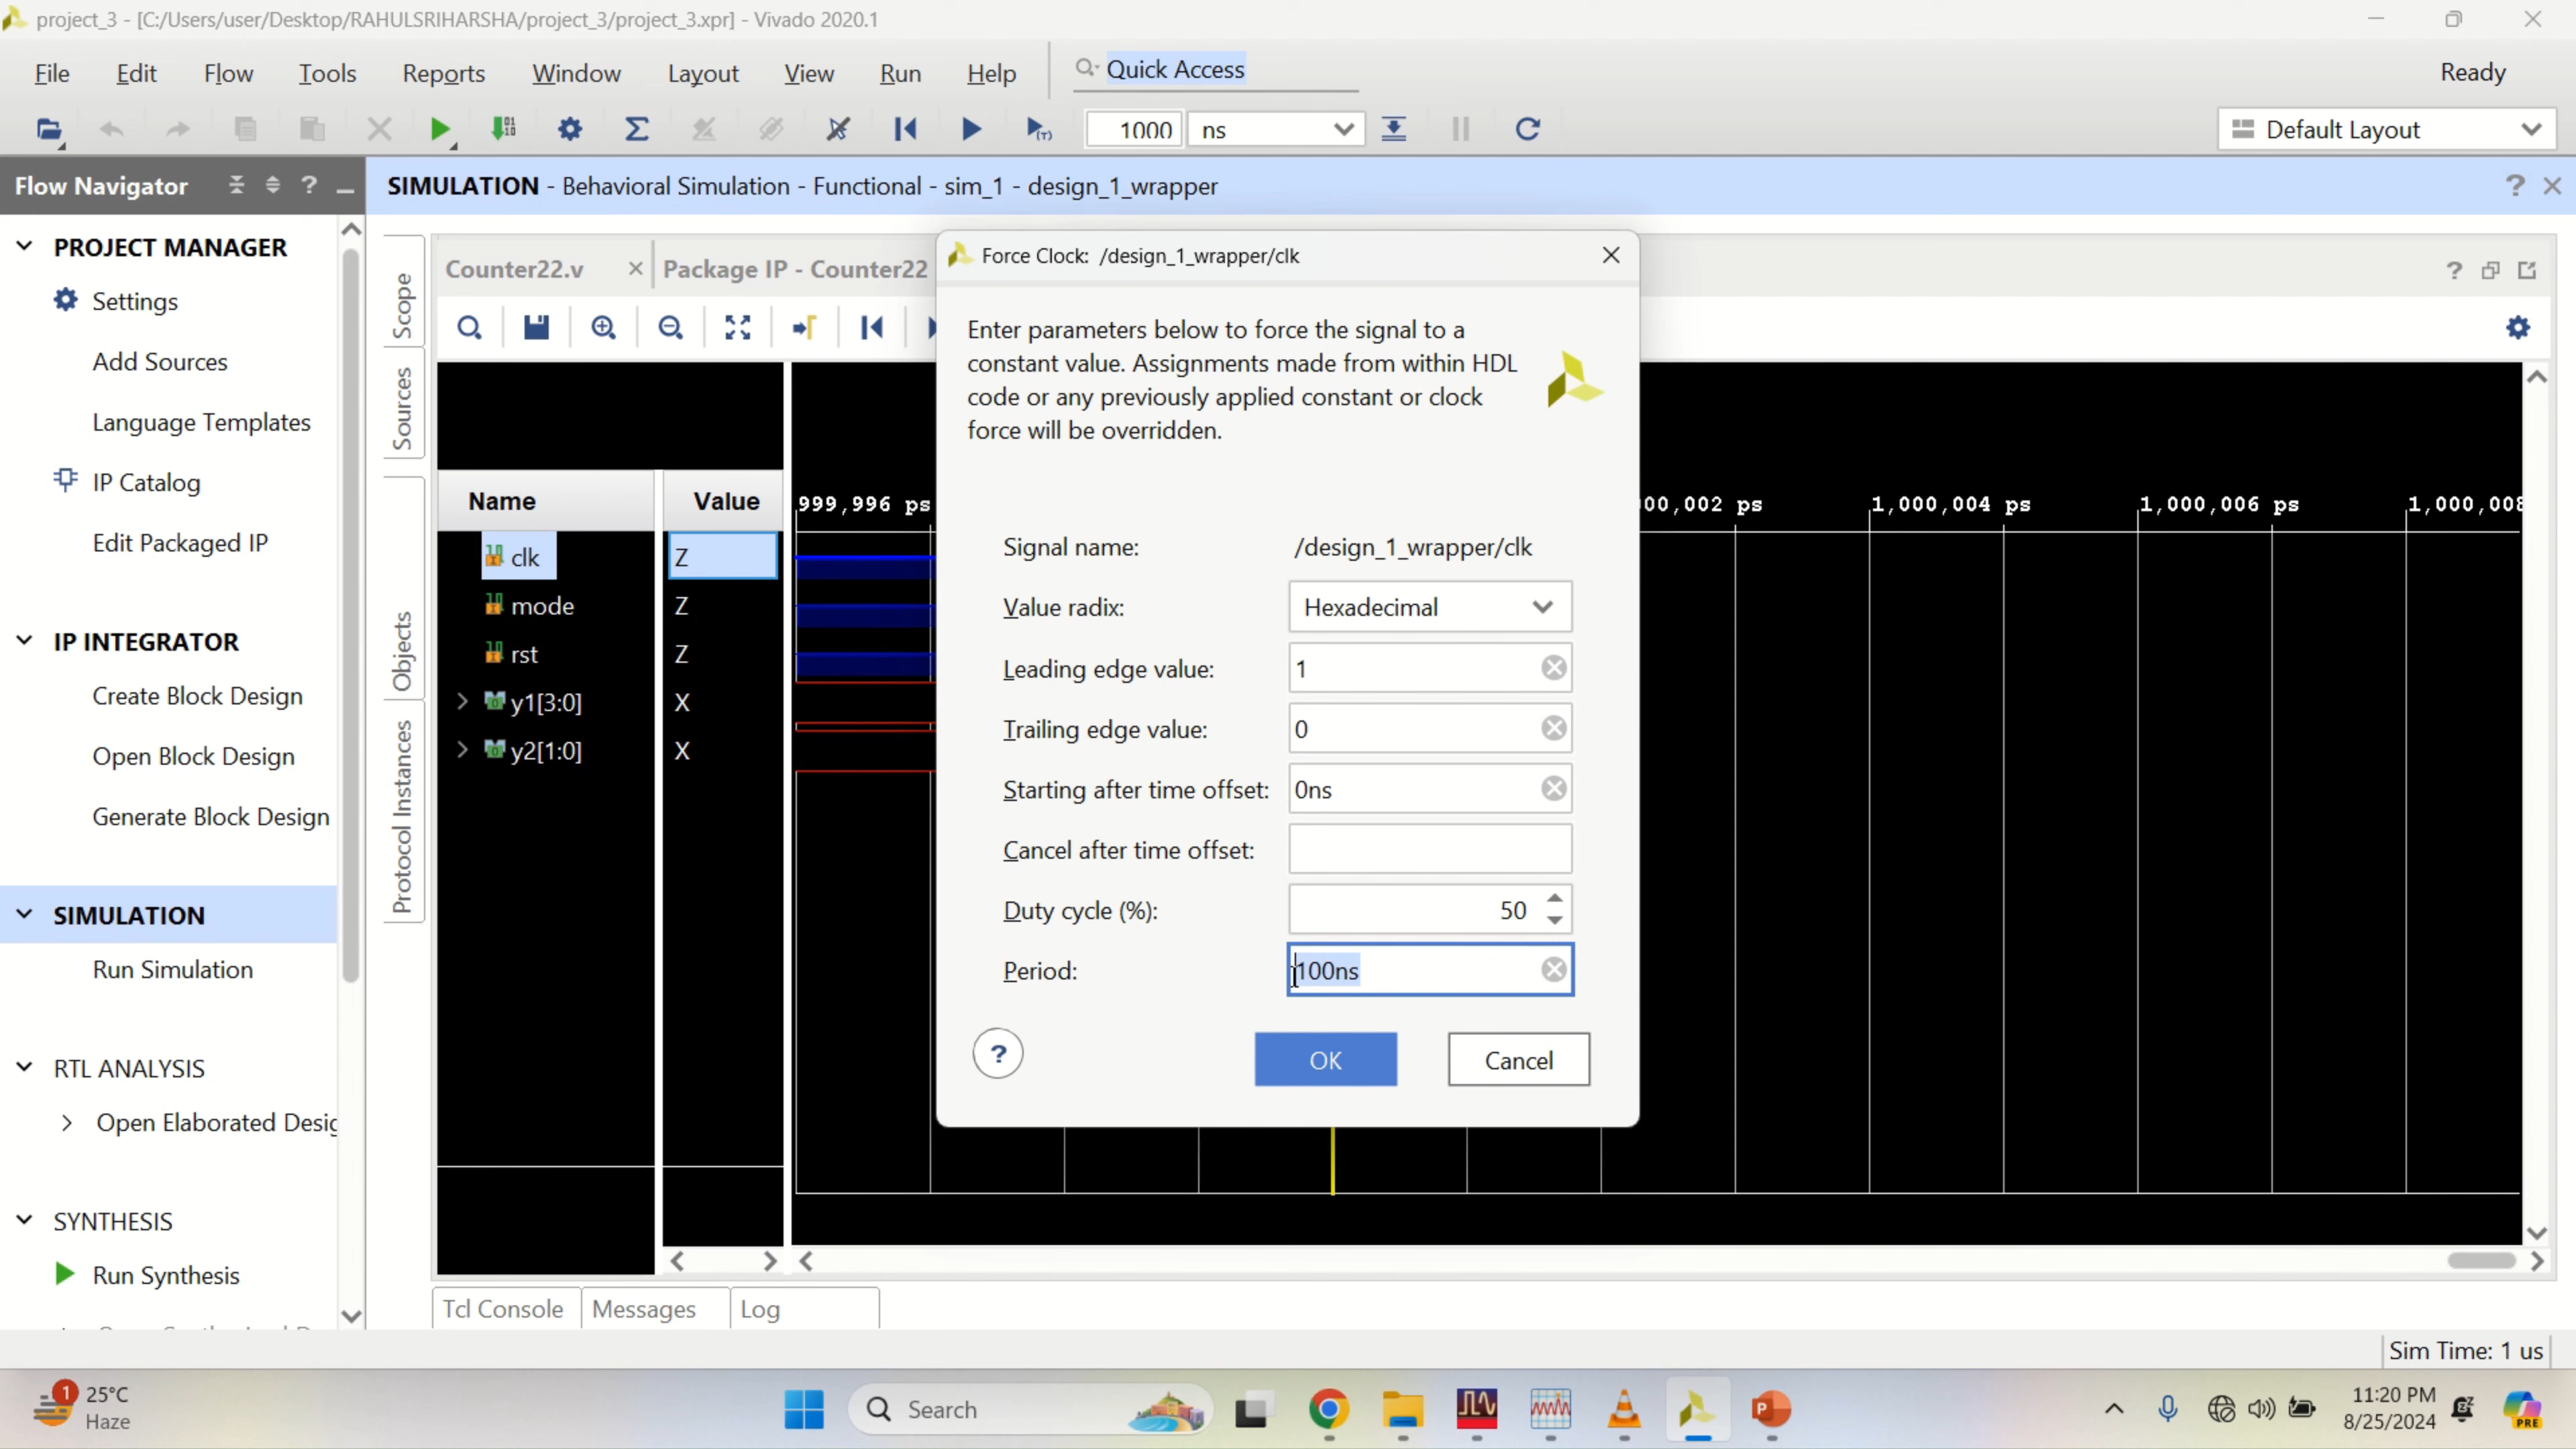 project_3 - [C:/Users/user/Desktop/RAHULSRIHARSHA/project_3/project_3.xpr] - Vivado 2020.1
File Edit Flow Tools Reports Window Layout View Run Help Quick Access Ready
1000 ns Default Layout
Flow Navigator
SIMULATION - Behavioral Simulation - Functional - sim_1 - design_1_wrapper
PROJECT MANAGER
Settings
Add Sources
Language Templates
IP Catalog
Edit Packaged IP
IP INTEGRATOR
Create Block Design
Open Block Design
Generate Block Design
SIMULATION
Run Simulation
RTL ANALYSIS
Open Elaborated Desig
SYNTHESIS
Run Synthesis
Scope
Sources
Objects
Protocol Instances
Counter22.v Package IP - Counter22
Name Value
clk Z
mode Z
rst Z
y1[3:0] X
y2[1:0] X
999,996 ps 00,002 ps 1,000,004 ps 1,000,006 ps 1,000,008
Force Clock: /design_1_wrapper/clk
Enter parameters below to force the signal to a
constant value. Assignments made from within HDL
code or any previously applied constant or clock
force will be overridden.
Signal name: /design_1_wrapper/clk
Value radix: Hexadecimal
Leading edge value: 1
Trailing edge value: 0
Starting after time offset: 0ns
Cancel after time offset:
Duty cycle (%): 50
Period: 100ns
? OK Cancel
Tcl Console Messages Log
Sim Time: 1 us
1 25°C
Haze
Search
11:20 PM
8/25/2024
PRE